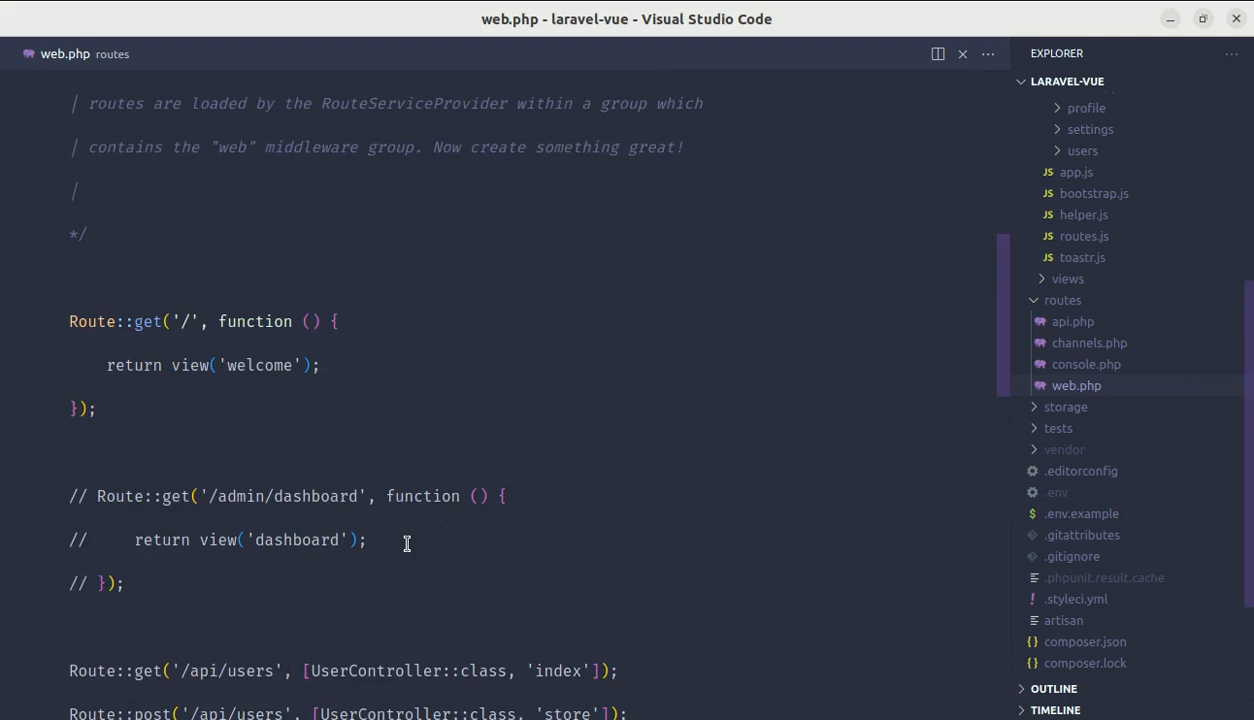 web.php - laravel-vue - Visual Studio Code
web.php routes
| routes are loaded by the RouteServiceProvider within a group which
| contains the "web" middleware group. Now create something great!
|
*/
Route::get('/', function () {
return view('welcome');
});
// Route::get('/admin/dashboard', function () {
//     return view('dashboard');
// });
Route::get('/api/users', [UserController::class, 'index']);
Route::post('/api/users', [UserController::class, 'store']);
EXPLORER
LARAVEL-VUE
profile
settings
users
JS app.js
JS bootstrap.js
JS helper.js
JS routes.js
JS toastr.js
views
routes
api.php
channels.php
console.php
web.php
storage
tests
vendor
.editorconfig
.env
$ .env.example
.gitattributes
.gitignore
.phpunit.result.cache
! .styleci.yml
artisan
{} composer.json
{} composer.lock
OUTLINE
TIMELINE